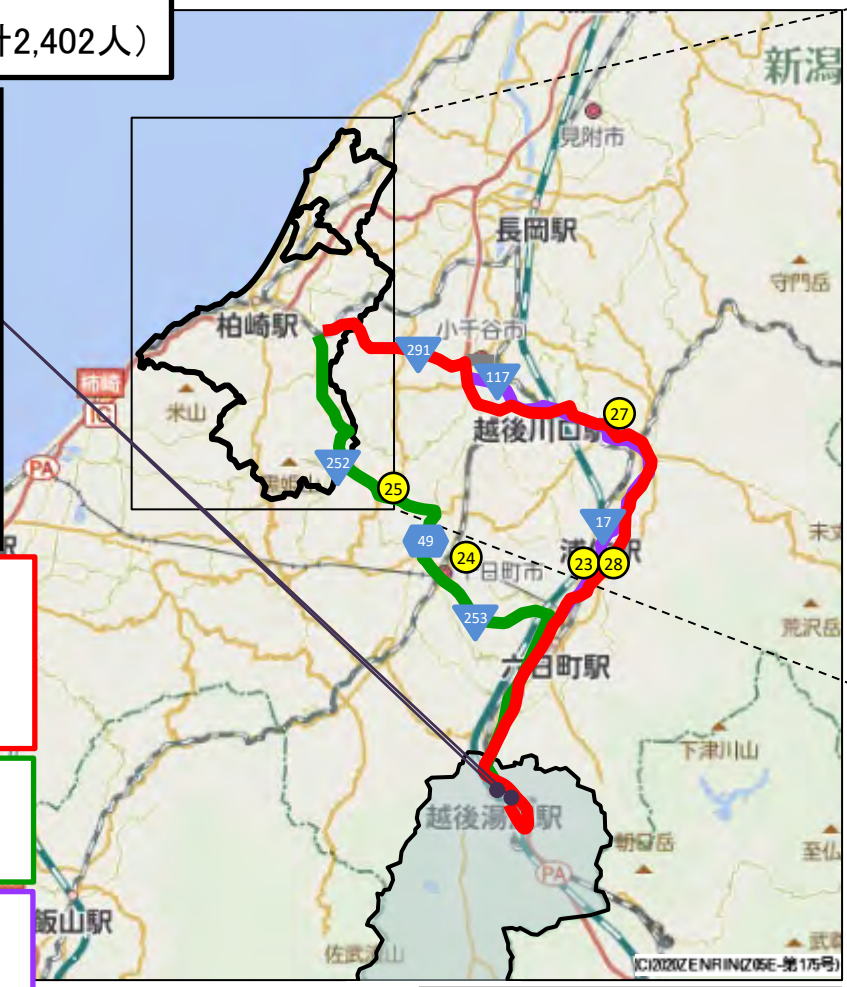 計2,402人）
新潟
見附市
長岡駅
守門岳
柏崎駅
小千谷市
291
117
柿崎
IC
米山
27
越後川口駅
PA
252
25
17
49
24
23
28
十日町市
253
荒沢岳
六日町駅
下津川山
越後湯沢駅
朝日岳
至仏
PA
飯山駅
佐武流山
(C)2020ZENRIN(Z05E-第175号)